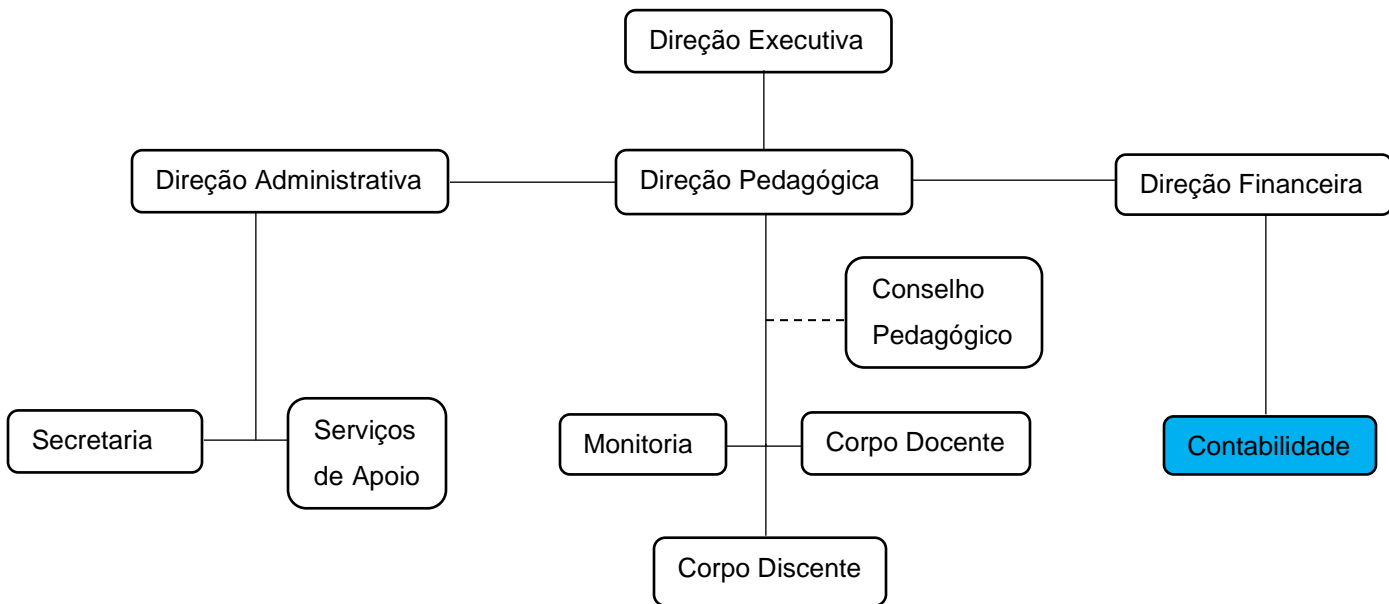 Direção Executiva
Direção Administrativa
Direção Pedagógica
Direção Financeira
Conselho
Pedagógico
Secretaria
Serviços
de Apoio
Monitoria
Corpo Docente
Contabilidade
Corpo Discente